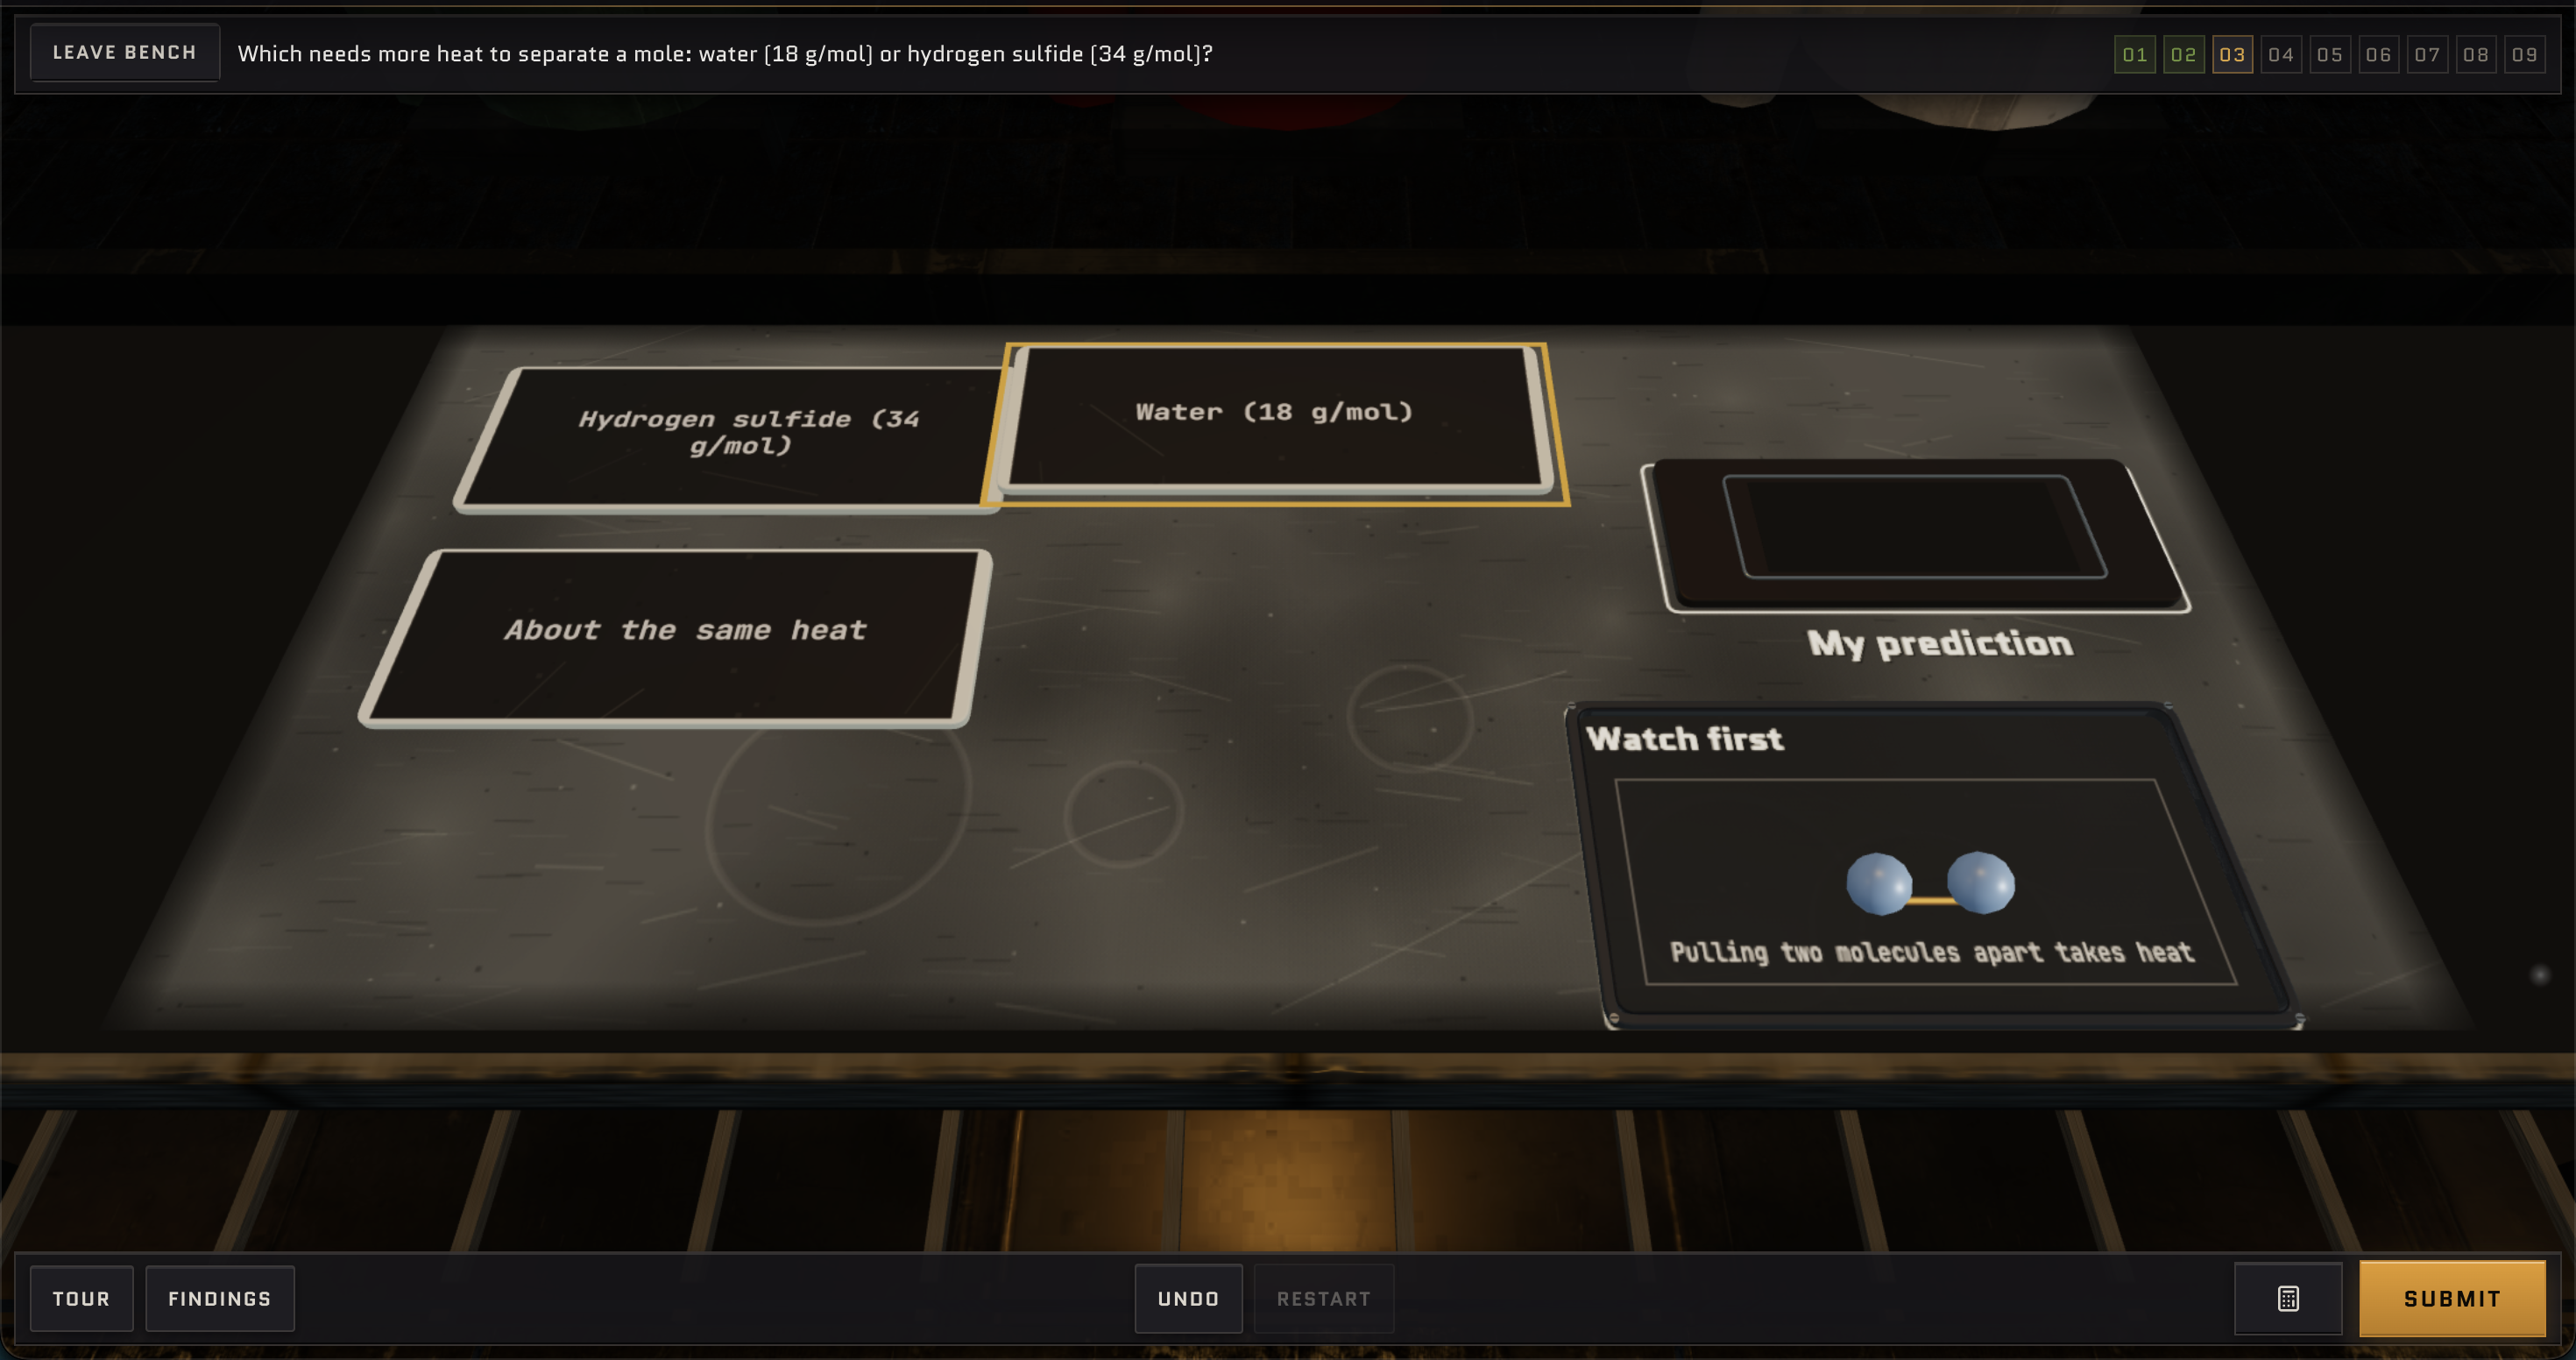 LEAVE BENCH
Which needs more heat to separate a mole: water (18 g/mol) or hydrogen sulfide (34 g/mol)?
01 02 03 04 05 06 07 08 09
Hydrogen sulfide (34
g/mol)
Water (18 g/mol)
About the same heat
My prediction
Watch first
Pulling two molecules apart takes heat
TOUR
FINDINGS
UNDO
RESTART
SUBMIT